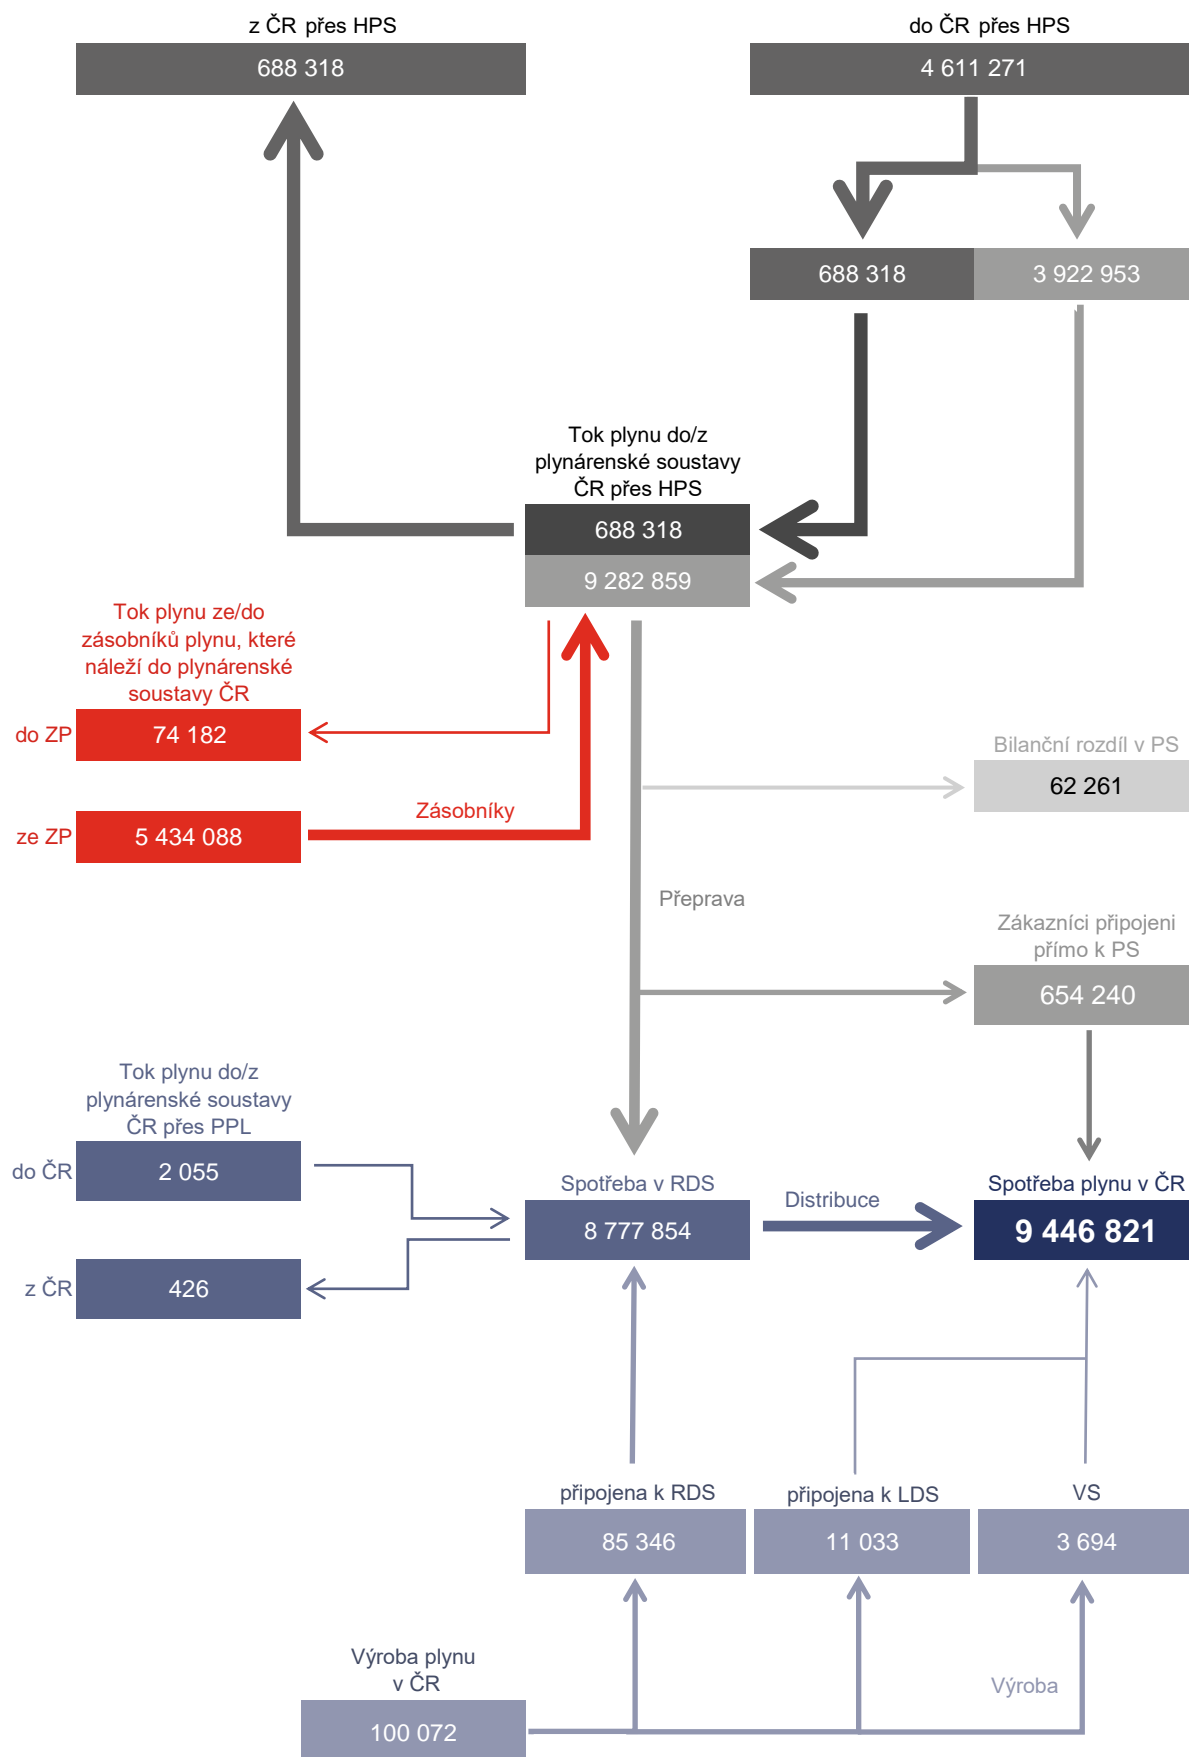 z ČR přes HPS
do ČR přes HPS
688 318
4 611 271
688 318
3 922 953
Tok plynu do/z
plynárenské soustavy
ČR přes HPS
688 318
9 282 859
Tok plynu ze/do
zásobníků plynu, které
náleží do plynárenské
soustavy ČR
do ZP
74 182
Bilanční rozdíl v PS
62 261
ze ZP
5 434 088
Zásobníky
Přeprava
Zákazníci připojeni
přímo k PS
654 240
Tok plynu do/z
plynárenské soustavy
ČR přes PPL
do ČR
2 055
Spotřeba v RDS
8 777 854
Distribuce
Spotřeba plynu v ČR
9 446 821
z ČR
426
připojena k RDS
připojena k LDS
VS
85 346
11 033
3 694
Výroba plynu
v ČR
100 072
Výroba